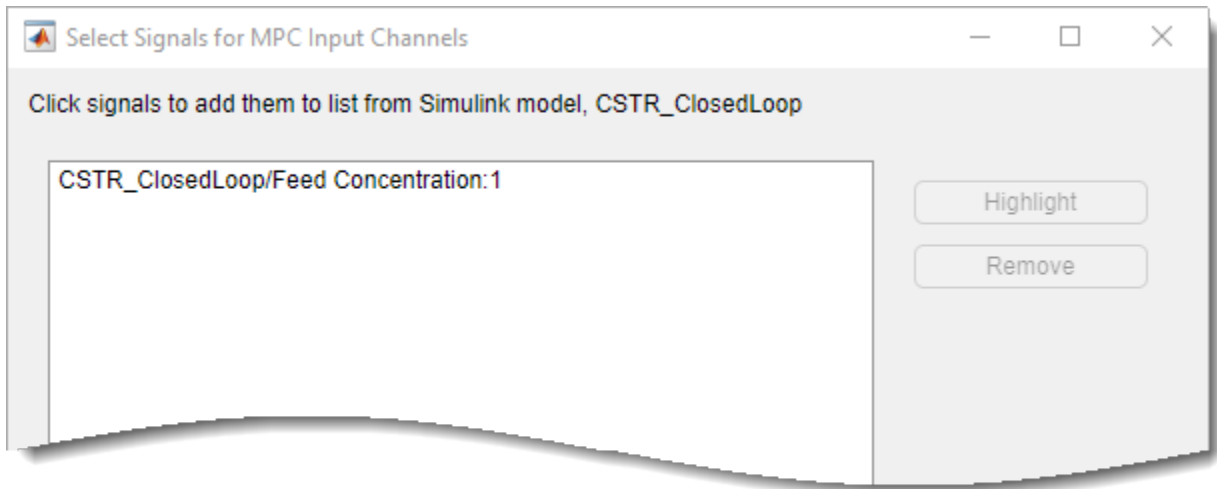 Select Signals for MPC Input Channels
Click signals to add them to list from Simulink model, CSTR_ClosedLoop
CSTR_ClosedLoop/Feed Concentration:1
Highlight
Remove